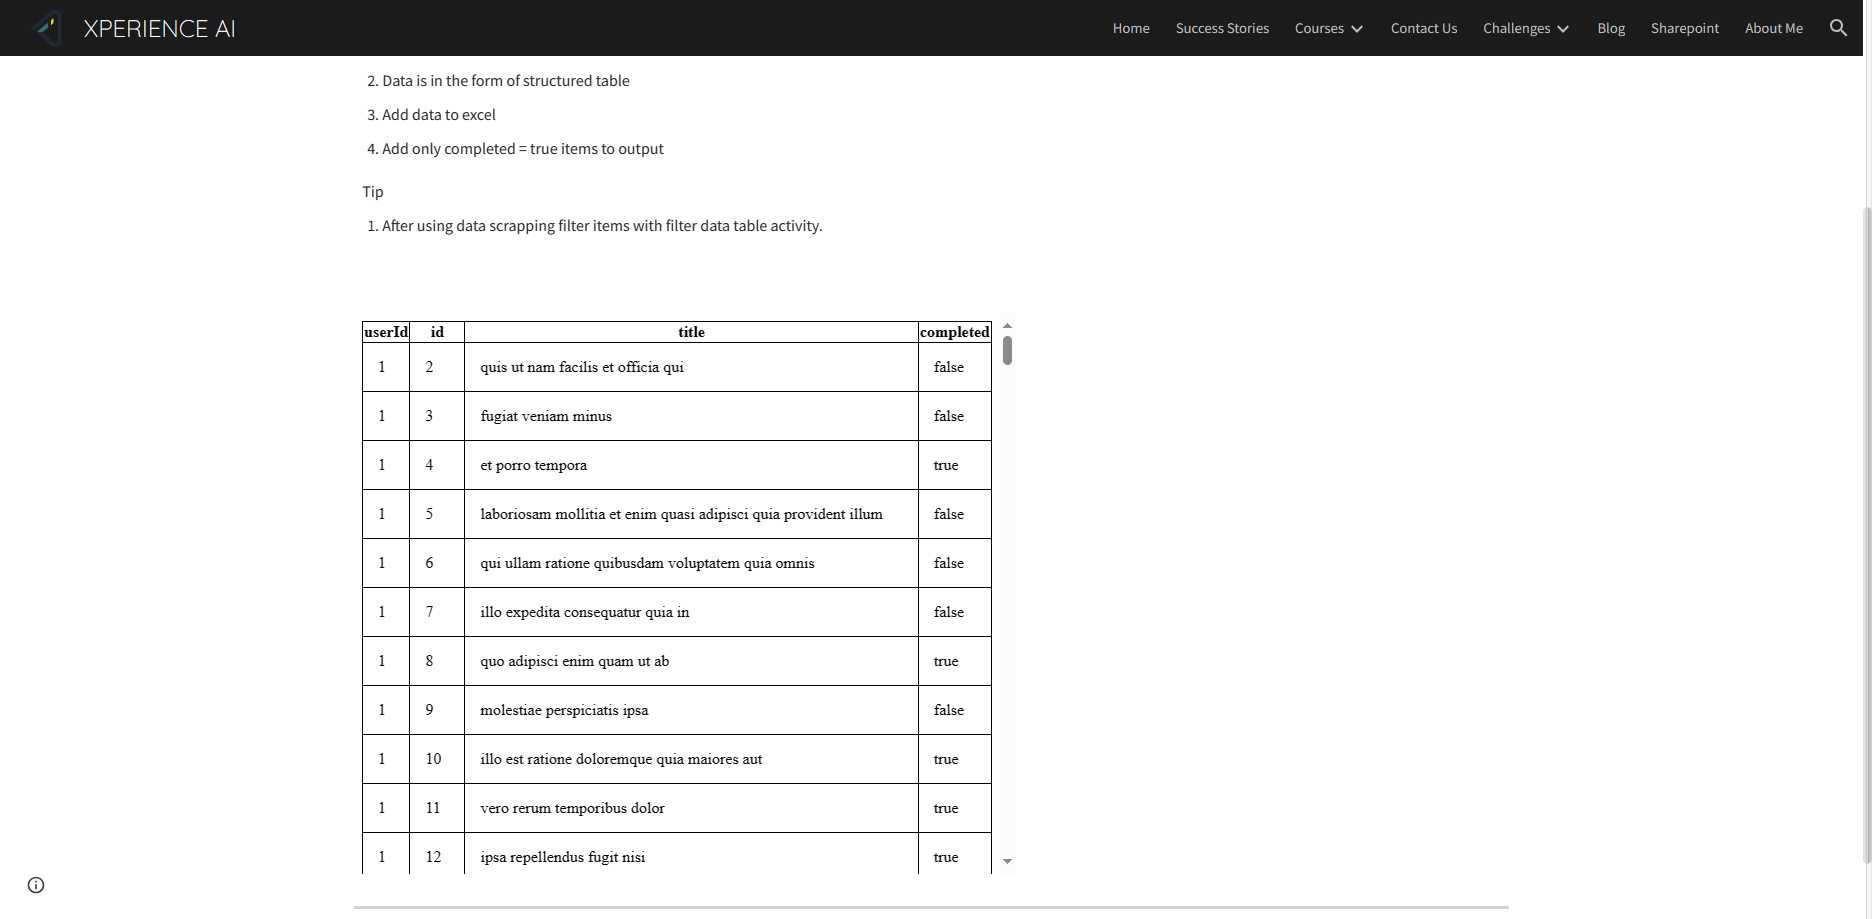 XPERIENCE AI
Home Success Stories Courses Contact Us Challenges Blog Sharepoint About Me
2. Data is in the form of structured table
3. Add data to excel
4. Add only completed = true items to output
Tip
1. After using data scrapping filter items with filter data table activity.
userId id title completed
1 2 quis ut nam facilis et officia qui false
1 3 fugiat veniam minus false
1 4 et porro tempora true
1 5 laboriosam mollitia et enim quasi adipisci quia provident illum false
1 6 qui ullam ratione quibusdam voluptatem quia omnis false
1 7 illo expedita consequatur quia in false
1 8 quo adipisci enim quam ut ab true
1 9 molestiae perspiciatis ipsa false
1 10 illo est ratione doloremque quia maiores aut true
1 11 vero rerum temporibus dolor true
1 12 ipsa repellendus fugit nisi true